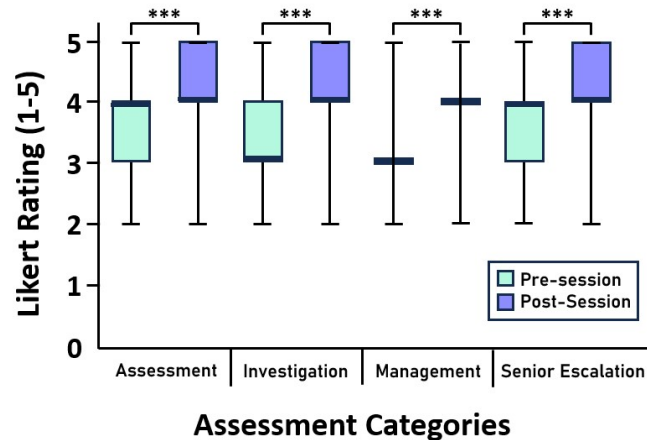 *** *** *** ***
Likert Rating (1-5)
5
4
3
2
1
0
Pre-session
Post-Session
Assessment Investigation Management Senior Escalation
Assessment Categories